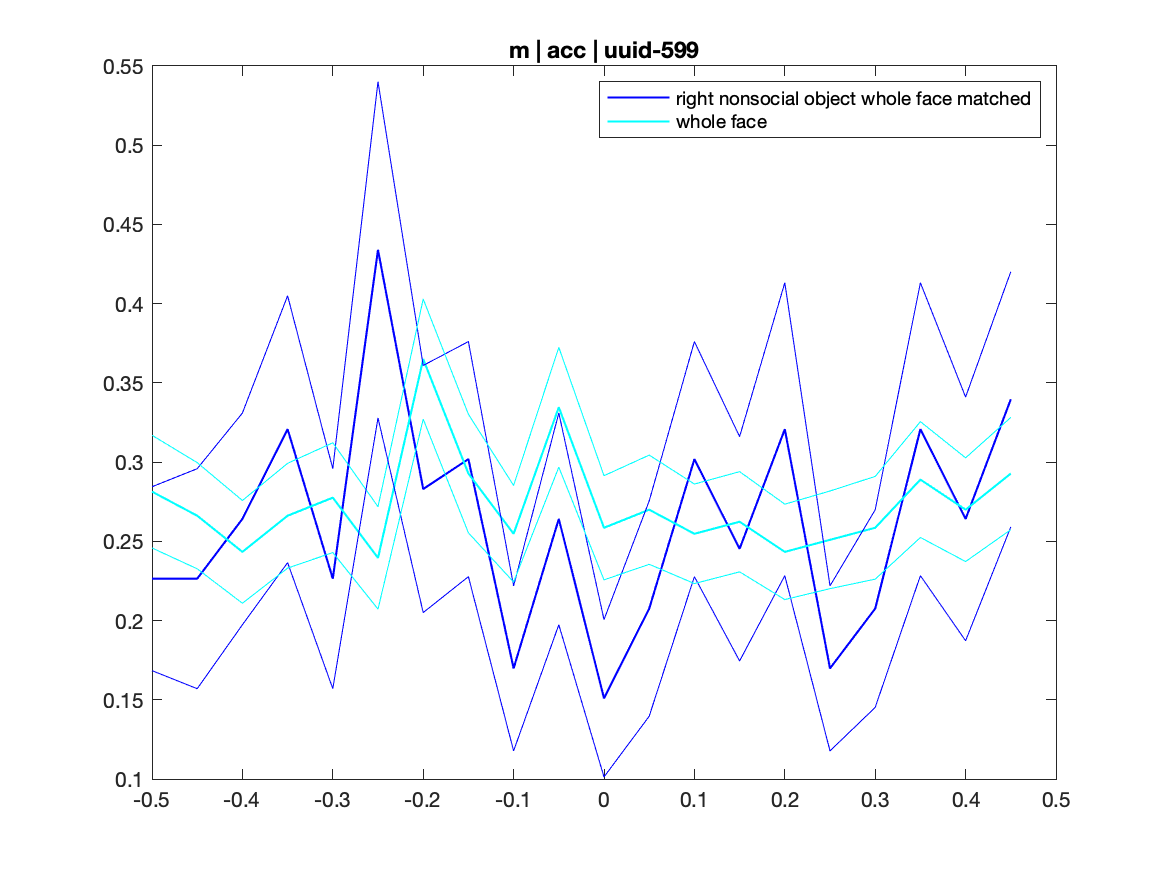 m | acc | uuid-599
right nonsocial object whole face matched
whole face
0.55
0.5
0.45
0.4
0.35
0.3
0.25
0.2
0.15
0.1
-0.5 -0.4 -0.3 -0.2 -0.1 0 0.1 0.2 0.3 0.4 0.5